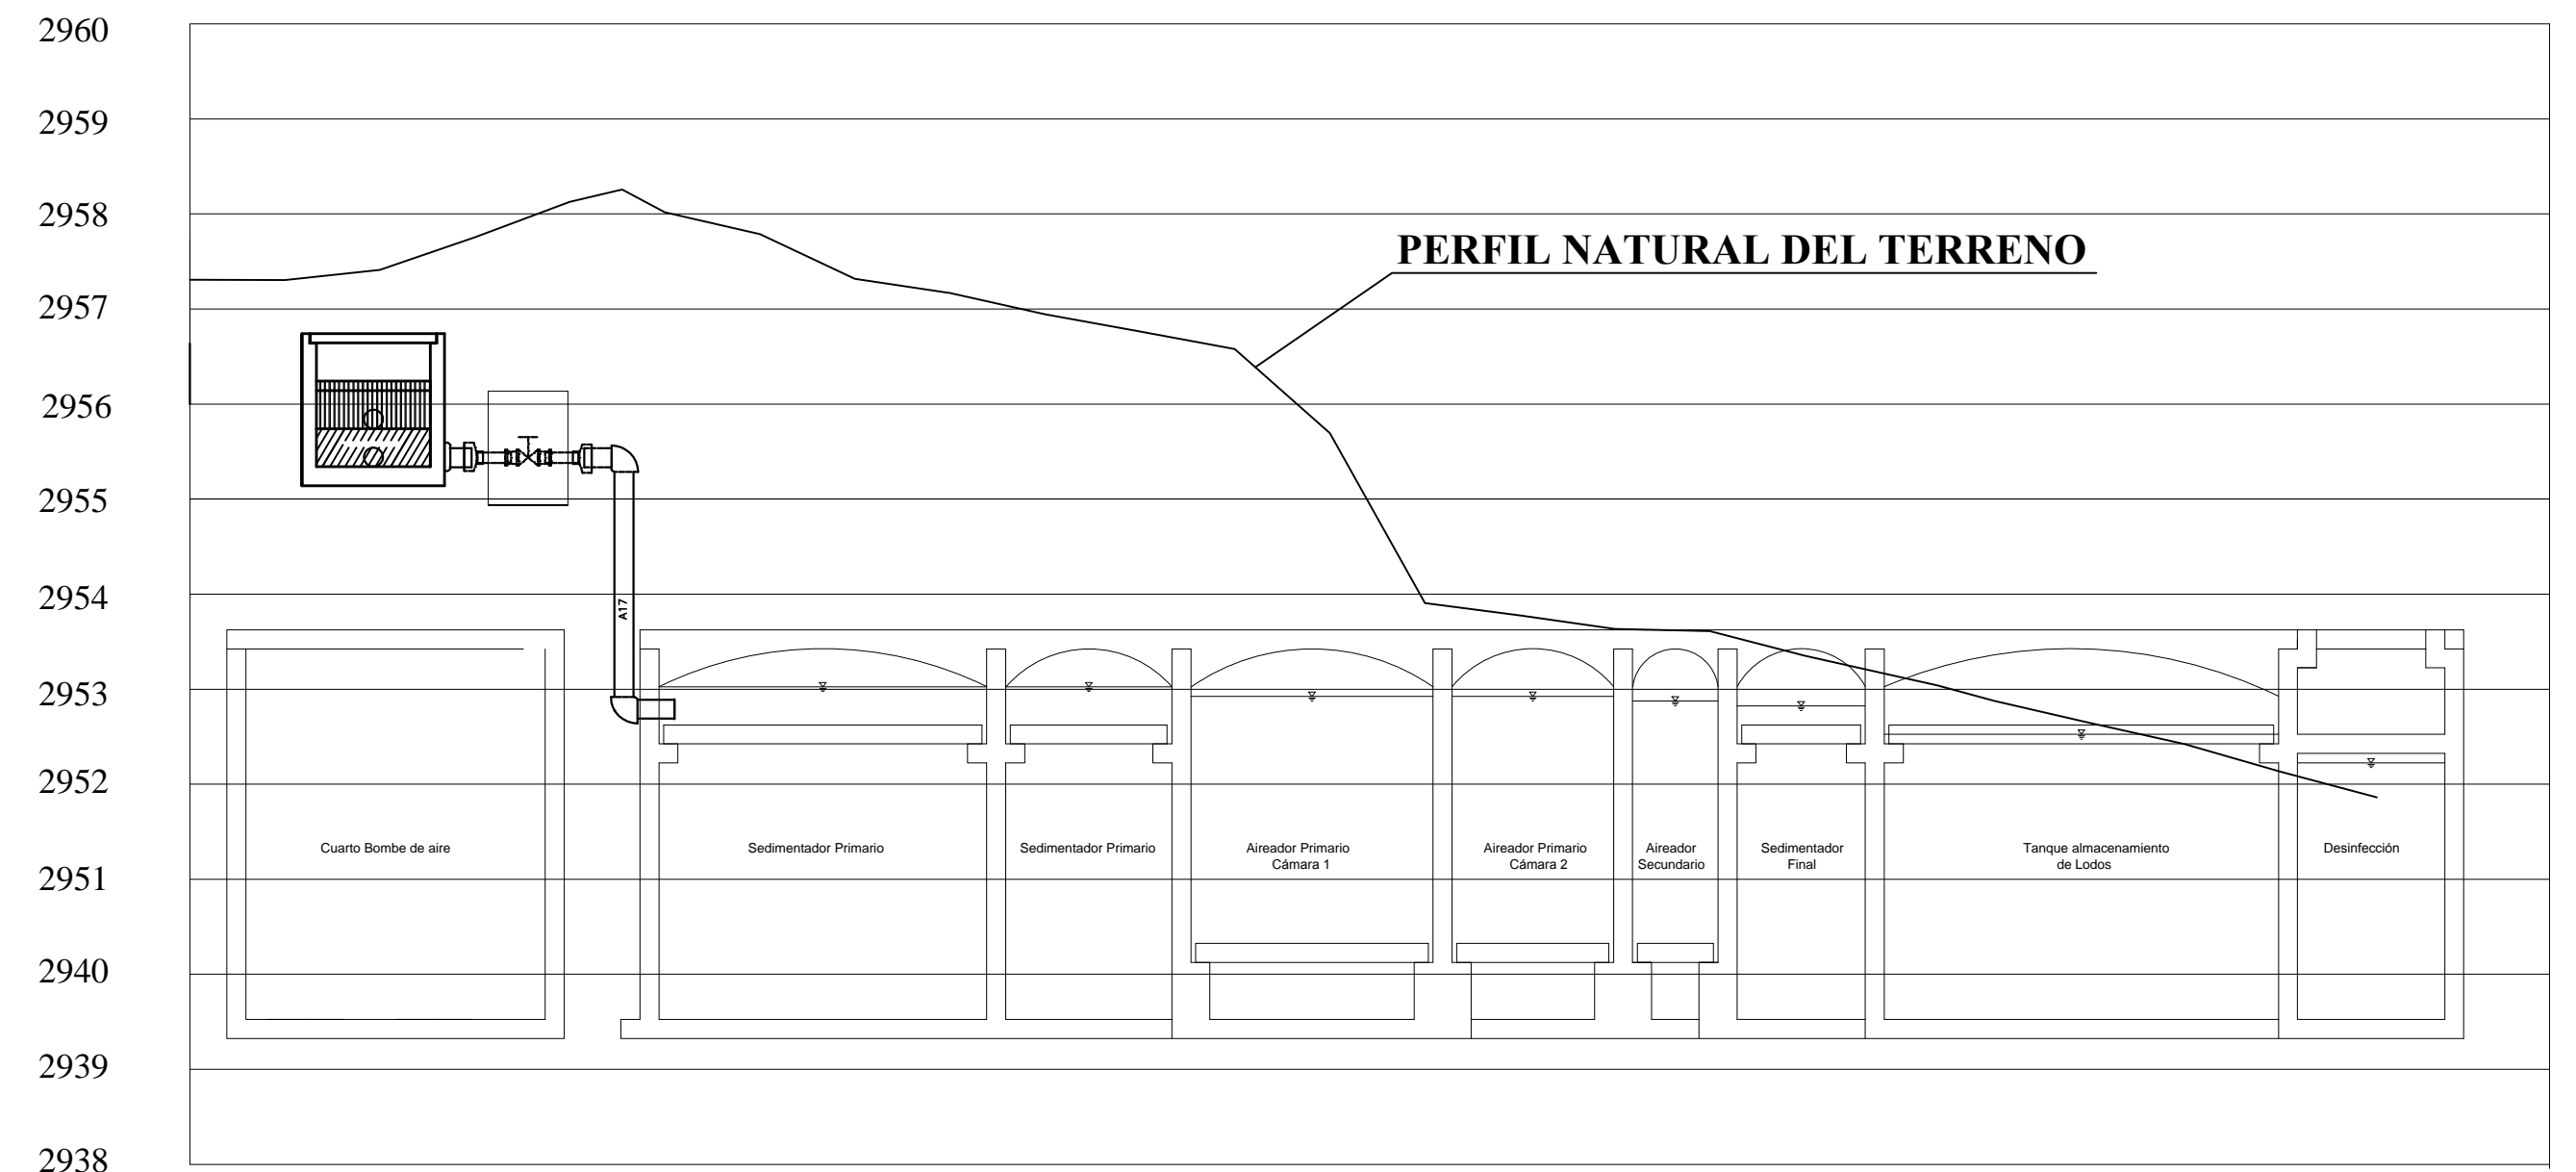 2960
2959
2958
PERFIL NATURAL DEL TERRENO
2957
2956
2955
2954
A17
2953
2952
Cuarto Bombe de aire
Sedimentador Primario
Sedimentador Primario
Aireador Primario
Cámara 1
Aireador Primario
Cámara 2
Aireador
Secundario
Sedimentador
Final
Tanque almacenamiento
de Lodos
Desinfección
2951
2940
2939
2938